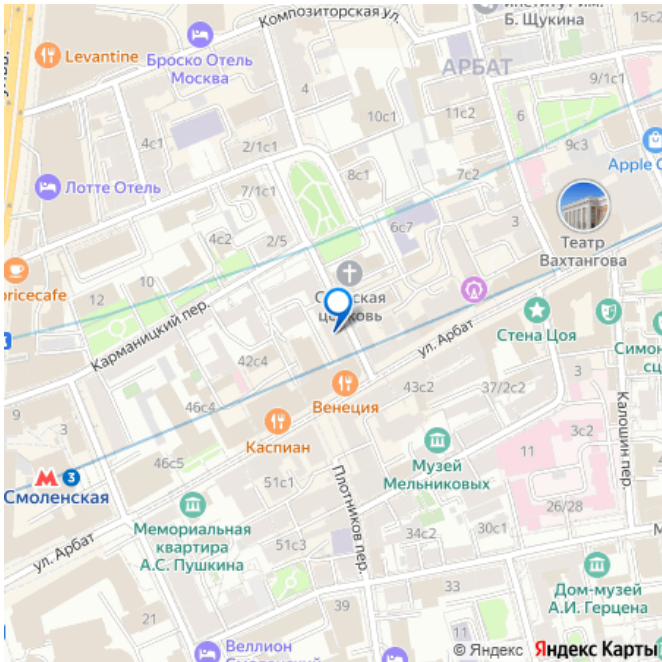 Композиторская ул.
Б. Щукина
Levantine
Броско Отель
Москва
АРБАТ
9/1с1
4
10с1
11с2
6
4с1
2/1с1
9с3
Apple
Лотте Отель
7/1с1
8с1
7с2
6с7
3
4с2
2/5
Театр
Вахтангова
10
12
Карманицкий пер.
ул. Арбат
Стена Цоя
42с4
43с2
37/2с2
Венеция
3
9
3
46с4
Каспиан
Калошин пер.
3с2
11
46с5
Музей
Мельниковых
3
Смоленская
51с1
Плотников пер.
26/28
Мемориальная
квартира
А.С. Пушкина
ул. Арбат
34с2
30с1
51с3
33
Дом-музей
А.И. Герцена
21
39
11
Веллион
© Яндекс Яндекс Карты